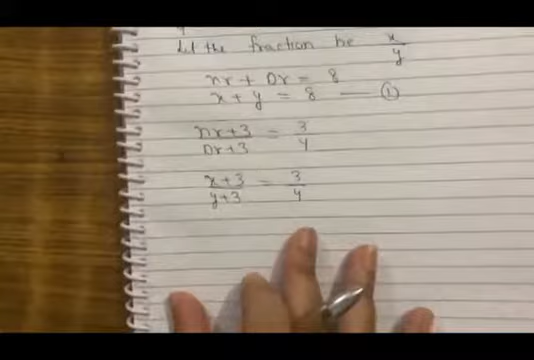 Let the fraction be x/y
Nr + Dr = 8
x + y = 8 — ①
Nr+3 / Dr+3 = 3/4
x+3 / y+3 = 3/4